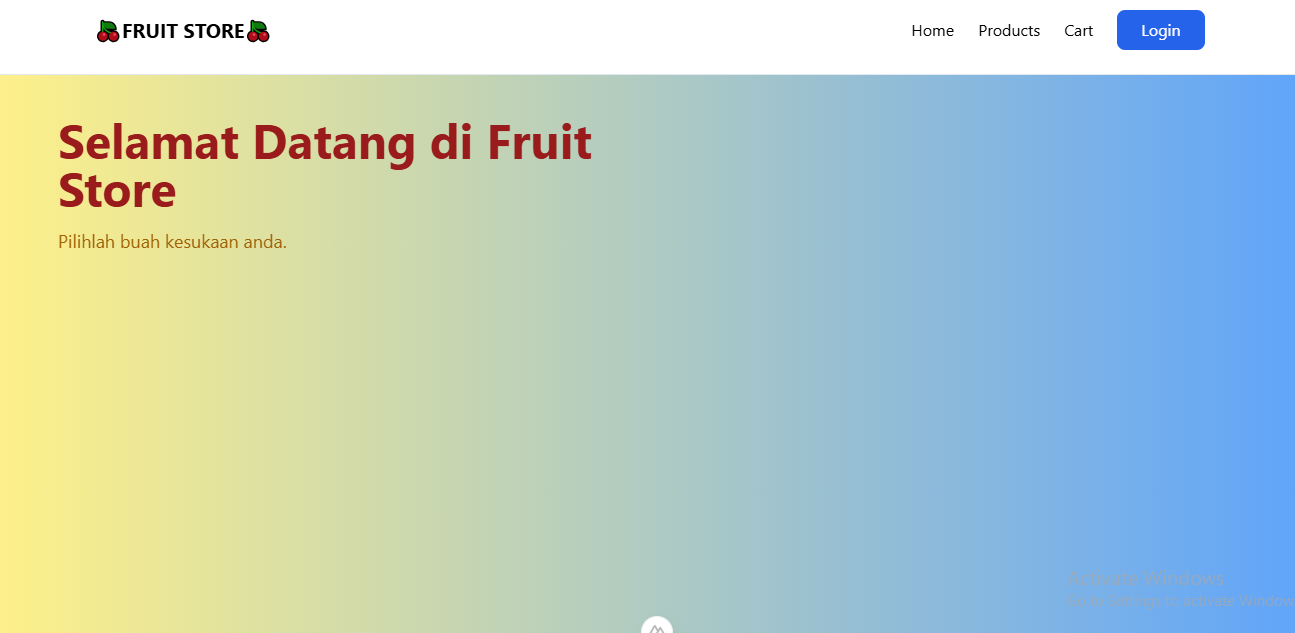 🍒FRUIT STORE🍒
Home
Products
Cart
Login
Selamat Datang di Fruit
Store
Pilihlah buah kesukaan anda.
Activate Windows
Go to Settings to activate Window